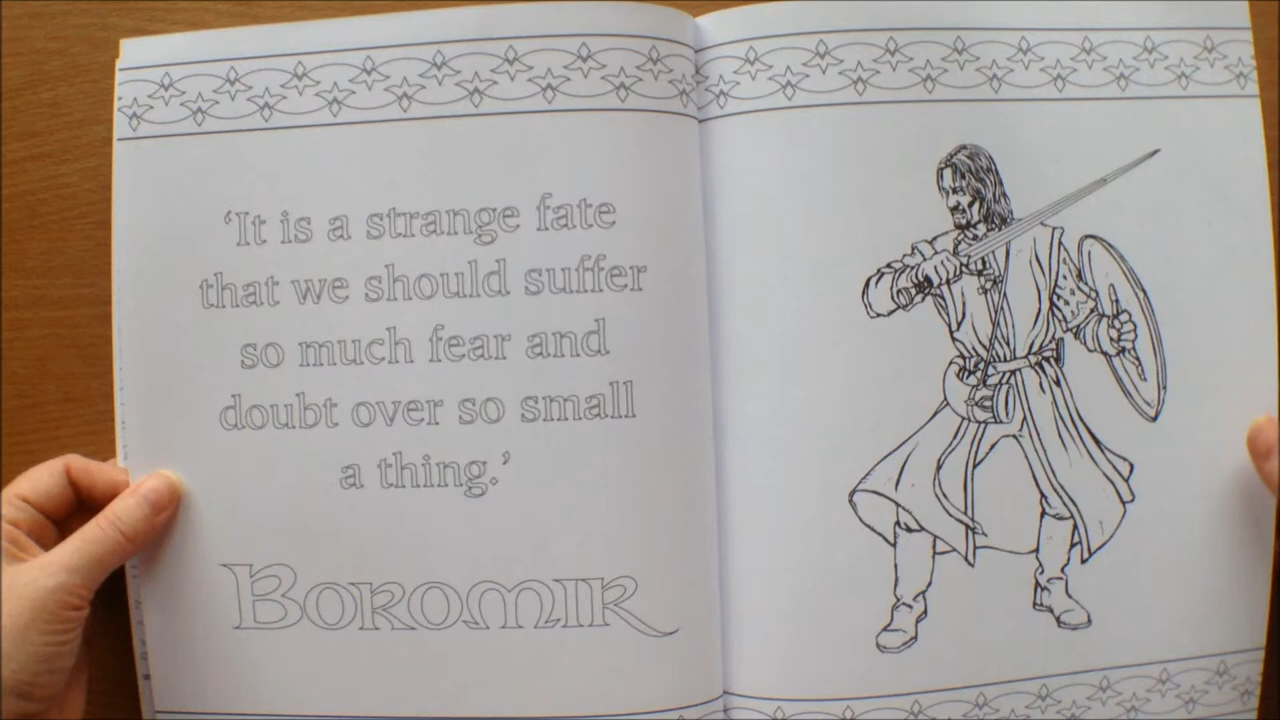 ‘It is a strange fate
that we should suffer
so much fear and
doubt over so small
a thing.’
BOROMIR